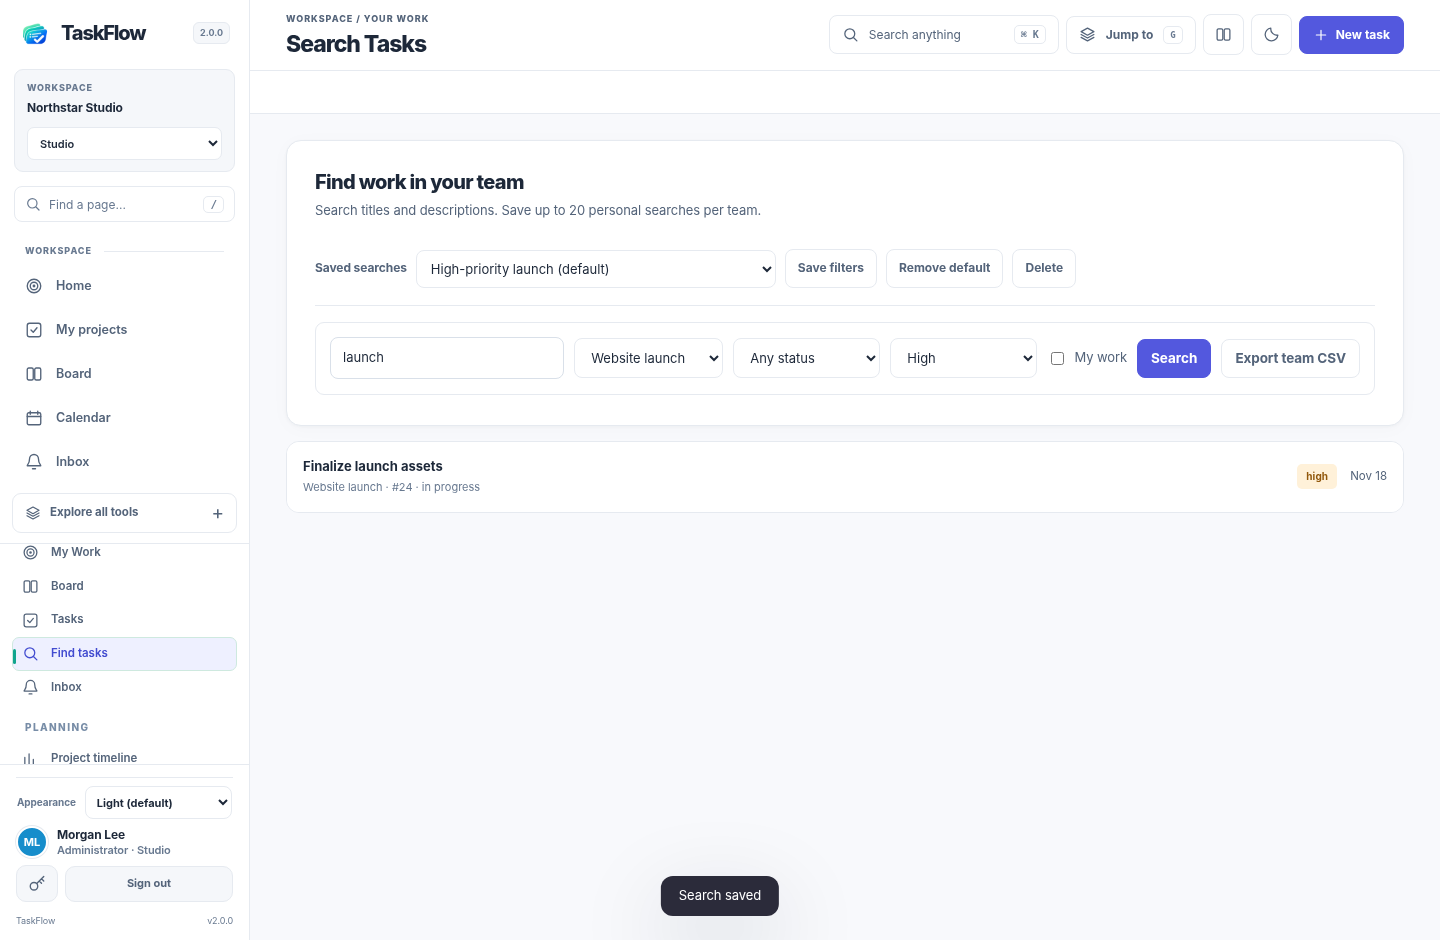 TaskFlow
2.0.0
WORKSPACE
Northstar Studio
Studio
Find a page...
/
WORKSPACE
Home
My projects
Board
Calendar
Inbox
Explore all tools
+
My Work
Board
Tasks
Find tasks
Inbox
PLANNING
Project timeline
Appearance
Light (default)
ML
Morgan Lee
Administrator · Studio
Sign out
TaskFlow
v2.0.0
WORKSPACE / YOUR WORK
Search Tasks
Search anything
⌘ K
Jump to
G
+ New task
Find work in your team
Search titles and descriptions. Save up to 20 personal searches per team.
Saved searches
High-priority launch (default)
Save filters
Remove default
Delete
launch
Website launch
Any status
High
My work
Search
Export team CSV
Finalize launch assets
Website launch · #24 · in progress
high
Nov 18
Search saved